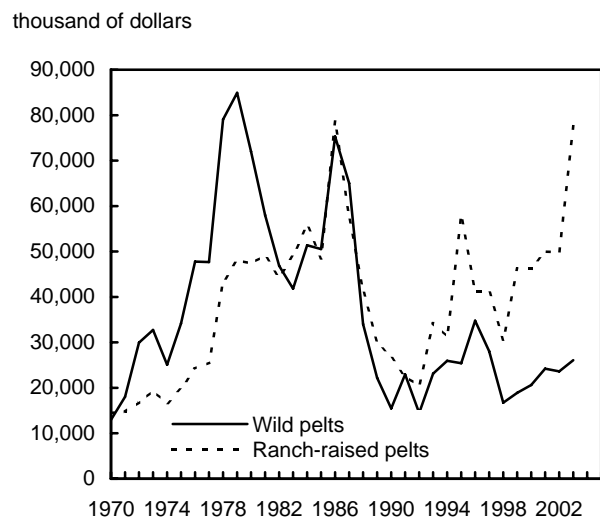 thousand of dollars
90,000
80,000
70,000
60,000
50,000
40,000
30,000
20,000
10,000
0
Wild pelts
Ranch-raised pelts
1970 1974 1978 1982 1986 1990 1994 1998 2002